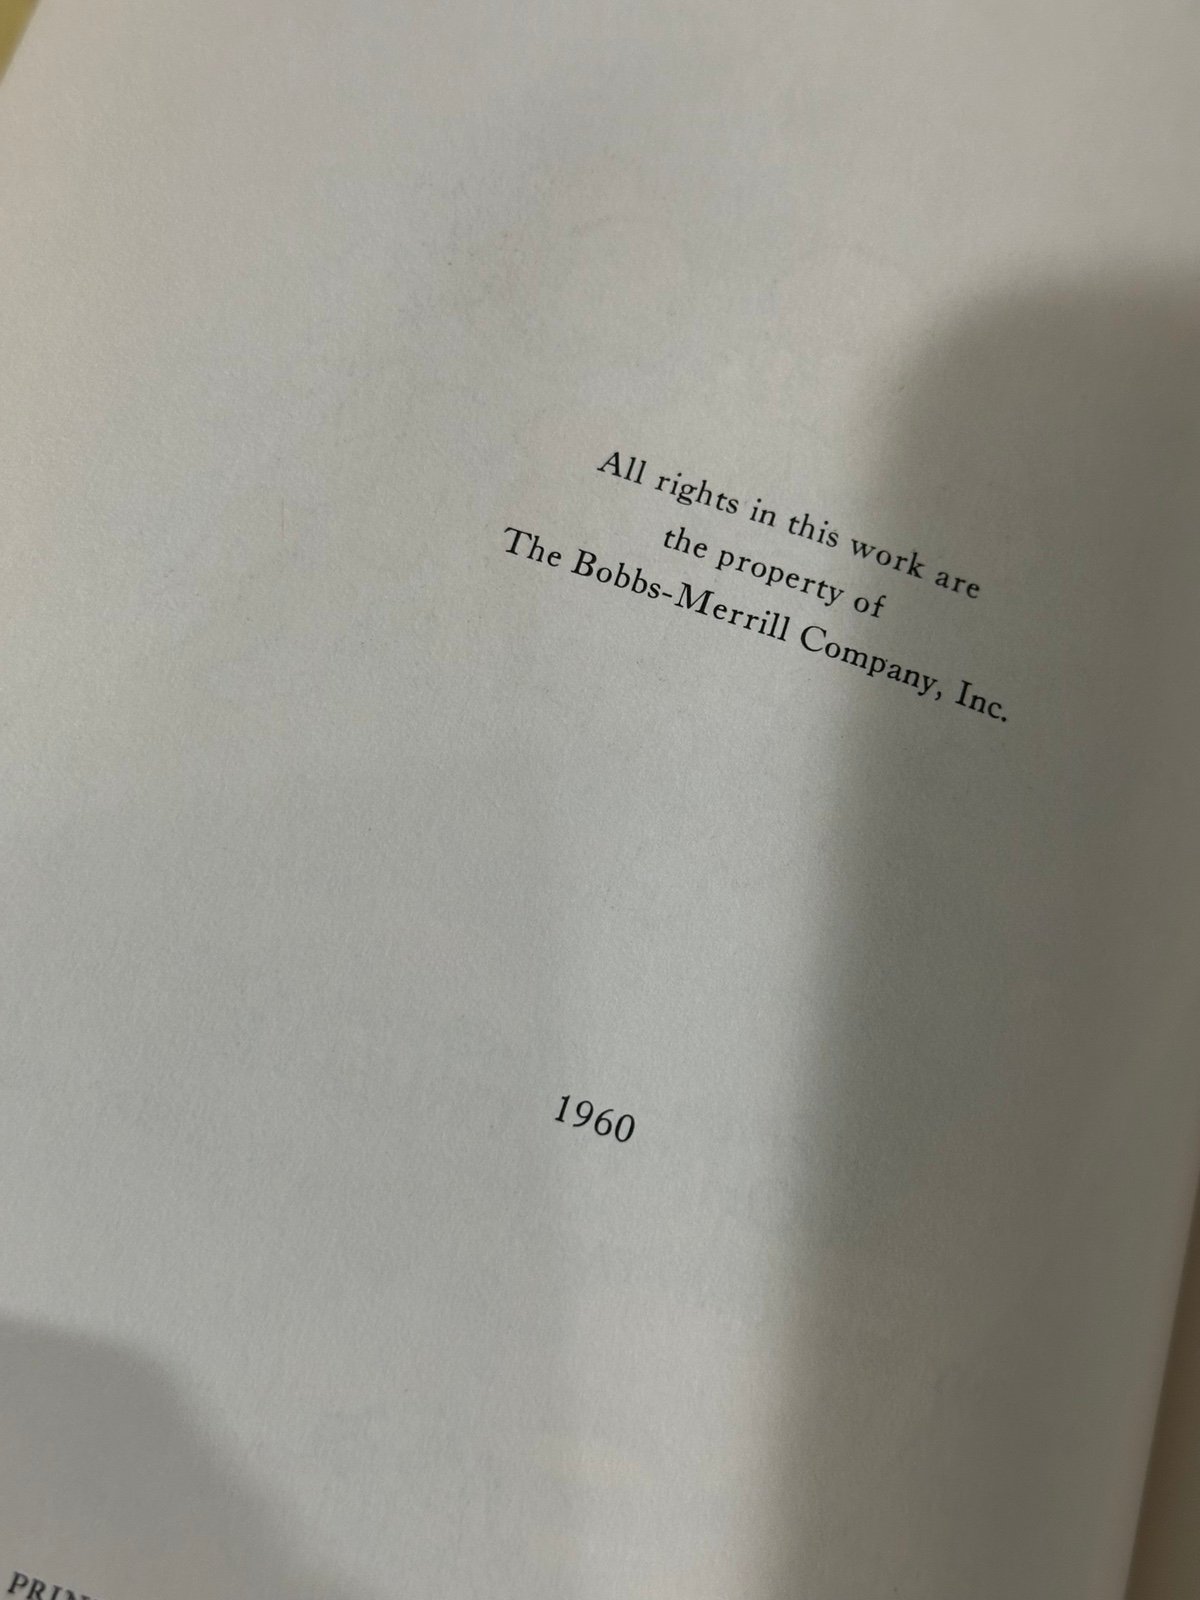 All rights in this work are
the property of
The Bobbs-Merrill Company, Inc.
1960